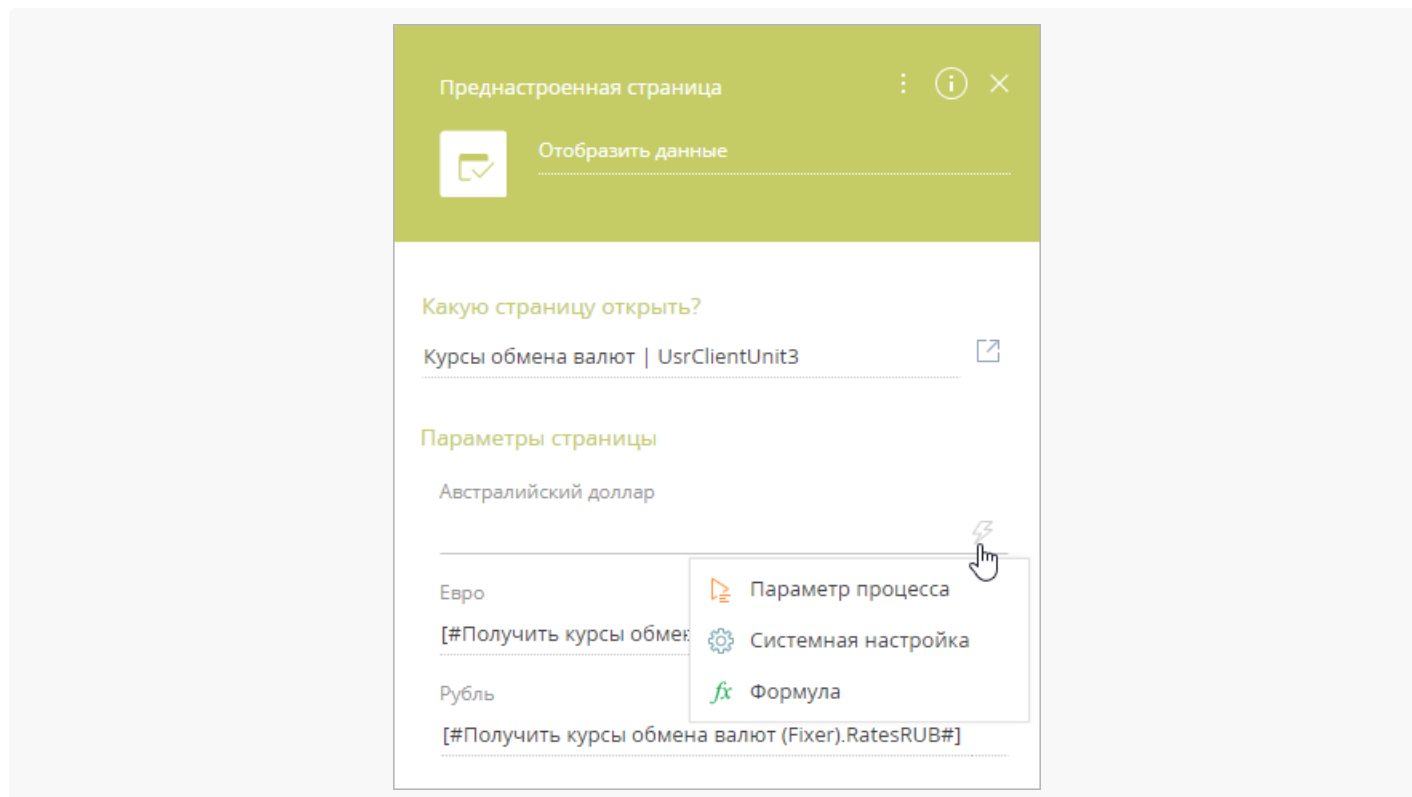 Преднастроенная страница
Отобразить данные
Какую страницу открыть?
Курсы обмена валют | UsrClientUnit3
Параметры страницы
Австралийский доллар
Параметр процесса
Системная настройка
fx Формула
Евро
[#Получить курсы
Рубль
[#Получить курсы обмена валют (Fixer).RatesRUB#]